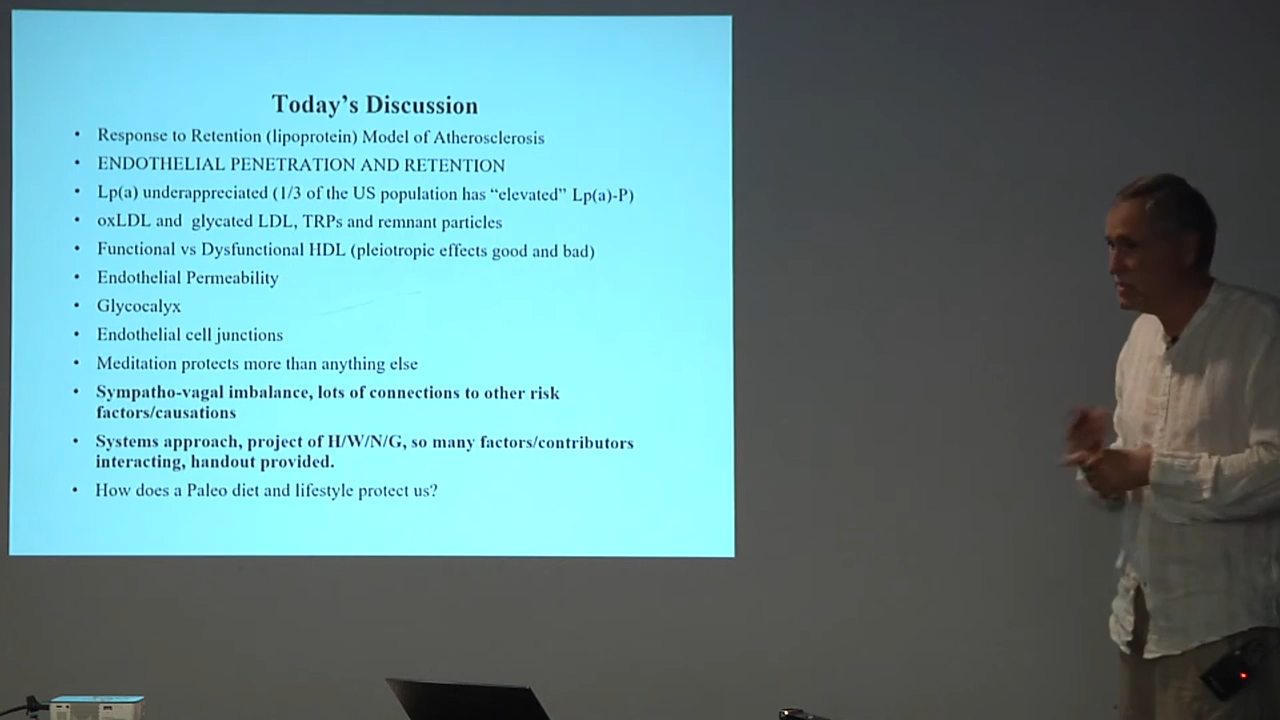 Today's Discussion
• Response to Retention (lipoprotein) Model of Atherosclerosis
• ENDOTHELIAL PENETRATION AND RETENTION
• Lp(a) underappreciated (1/3 of the US population has “elevated” Lp(a)-P)
• oxLDL and glycated LDL, TRPs and remnant particles
• Functional vs Dysfunctional HDL (pleiotropic effects good and bad)
• Endothelial Permeability
• Glycocalyx
• Endothelial cell junctions
• Meditation protects more than anything else
• Sympatho-vagal imbalance, lots of connections to other risk
factors/causations
• Systems approach, project of H/W/N/G, so many factors/contributors
interacting, handout provided.
• How does a Paleo diet and lifestyle protect us?